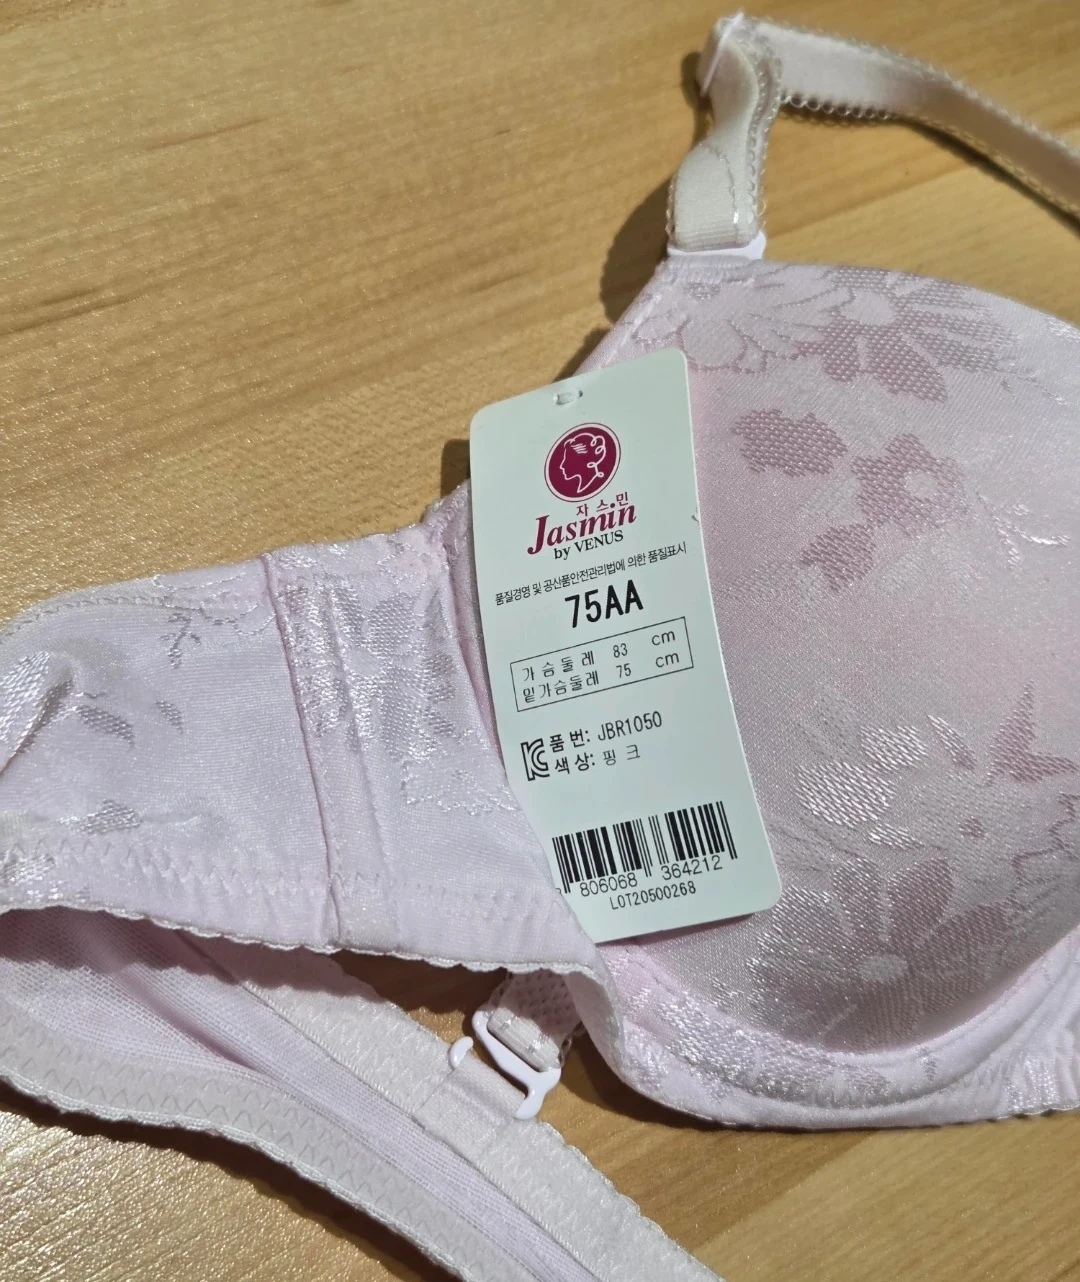 자스민
Jasmin
by VENUS
품질경영 및 공산품안전관리법에 의한 품질표시
75AA
가슴둘레 83 cm
밑가슴둘레 75 cm
품번: JBR1050
색상: 핑크
806068 364212
LOT20500268